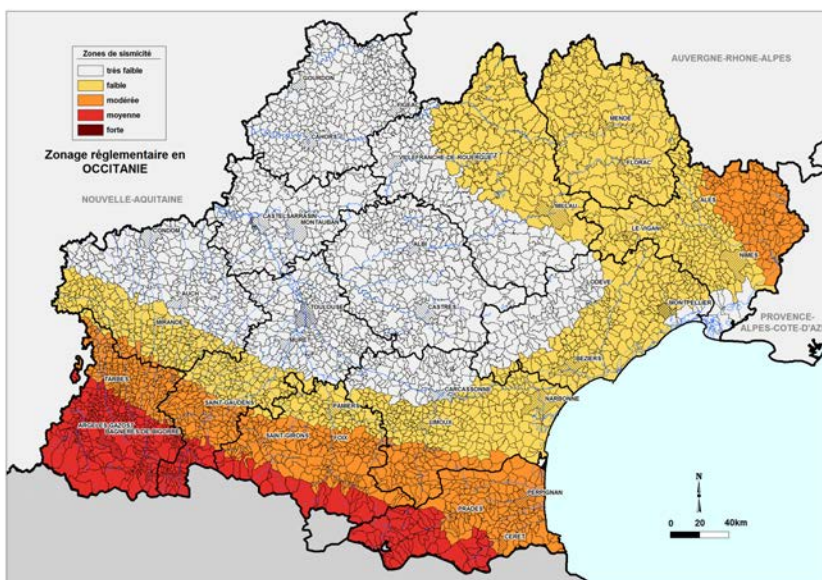 Zones de sismicité
très faible
faible
modérée
moyenne
forte
Zonage réglementaire en
OCCITANIE
AUVERGNE-RHONE-ALPES
NOUVELLE-AQUITAINE
PROVENCE-
ALPES-COTE-D'AZ
GOURDON
FIGEAC
CAHORS
MENDE
FLORAC
VILLEFRANCHE-DE-ROUERGUE
ALES
MILLAU
LE-VIGAN
NIMES
CASTELSARRASIN
MONTAUBAN
CONDOM
ALBI
LODEVE
MONTPELLIER
AUCH
TOULOUSE
CASTRES
MIRANDE
MURET
BEZIERS
TARBES
SAINT-GAUDENS
PAMIERS
CARCASSONNE
NARBONNE
LIMOUX
ARGELES-GAZOST
BAGNERES-DE-BIGORRE
SAINT-GIRONS
FOIX
PERPIGNAN
PRADES
CERET
N
0 20 40km